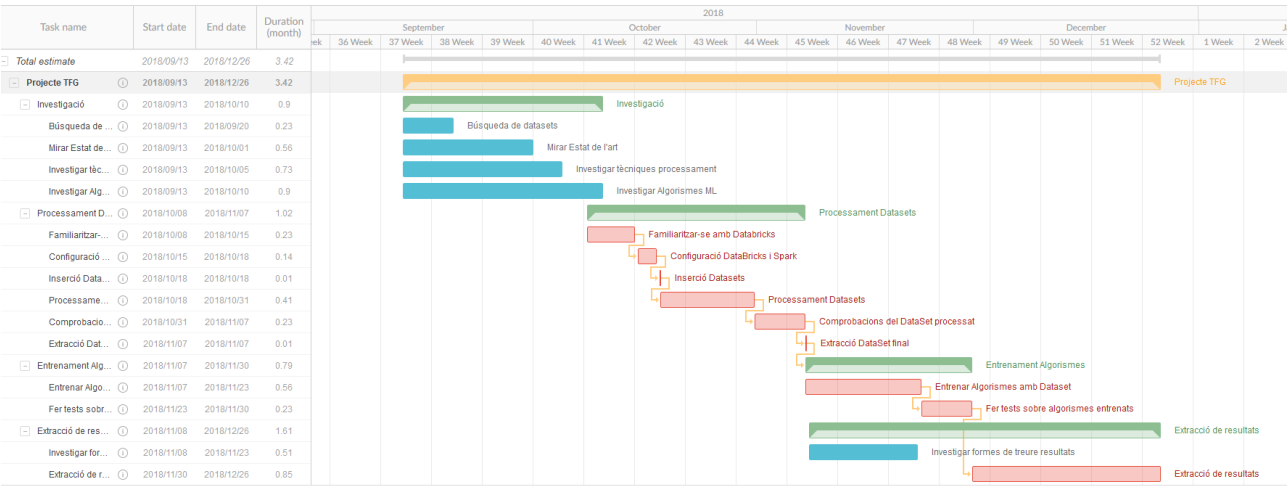 2018
Task name Start date End date Duration (month) September October November December J
ek 36 Week 37 Week 38 Week 39 Week 40 Week 41 Week 42 Week 43 Week 44 Week 45 Week 46 Week 47 Week 48 Week 49 Week 50 Week 51 Week 52 Week 1 Week 2 Week
Total estimate 2018/09/13 2018/12/26 3.42
Projecte TFG 2018/09/13 2018/12/26 3.42 Projecte TFG
Investigació 2018/09/13 2018/10/10 0.9 Investigació
Búsqueda de ... 2018/09/13 2018/09/20 0.23 Búsqueda de datasets
Mirar Estat de... 2018/09/13 2018/10/01 0.56 Mirar Estat de l'art
Investigar tèc... 2018/09/13 2018/10/05 0.73 Investigar tècniques processament
Investigar Alg... 2018/09/13 2018/10/10 0.9 Investigar Algorismes ML
Processament D... 2018/10/08 2018/11/07 1.02 Processament Datasets
Familiaritzar-... 2018/10/08 2018/10/15 0.23 Familiaritzar-se amb Databricks
Configuració ... 2018/10/15 2018/10/18 0.14 Configuració DataBricks i Spark
Inserció Data... 2018/10/18 2018/10/18 0.01 Inserció Datasets
Processame... 2018/10/18 2018/10/31 0.41 Processament Datasets
Comprobacio... 2018/10/31 2018/11/07 0.23 Comprobacions del DataSet processat
Extracció Dat... 2018/11/07 2018/11/07 0.01 Extracció DataSet final
Entrenament Alg... 2018/11/07 2018/11/30 0.79 Entrenament Algorismes
Entrenar Algo... 2018/11/07 2018/11/23 0.56 Entrenar Algorismes amb Dataset
Fer tests sobr... 2018/11/23 2018/11/30 0.23 Fer tests sobre algorismes entrenats
Extracció de res... 2018/11/08 2018/12/26 1.61 Extracció de resultats
Investigar for... 2018/11/08 2018/11/23 0.51 Investigar formes de treure resultats
Extracció de r... 2018/11/30 2018/12/26 0.85 Extracció de resultats